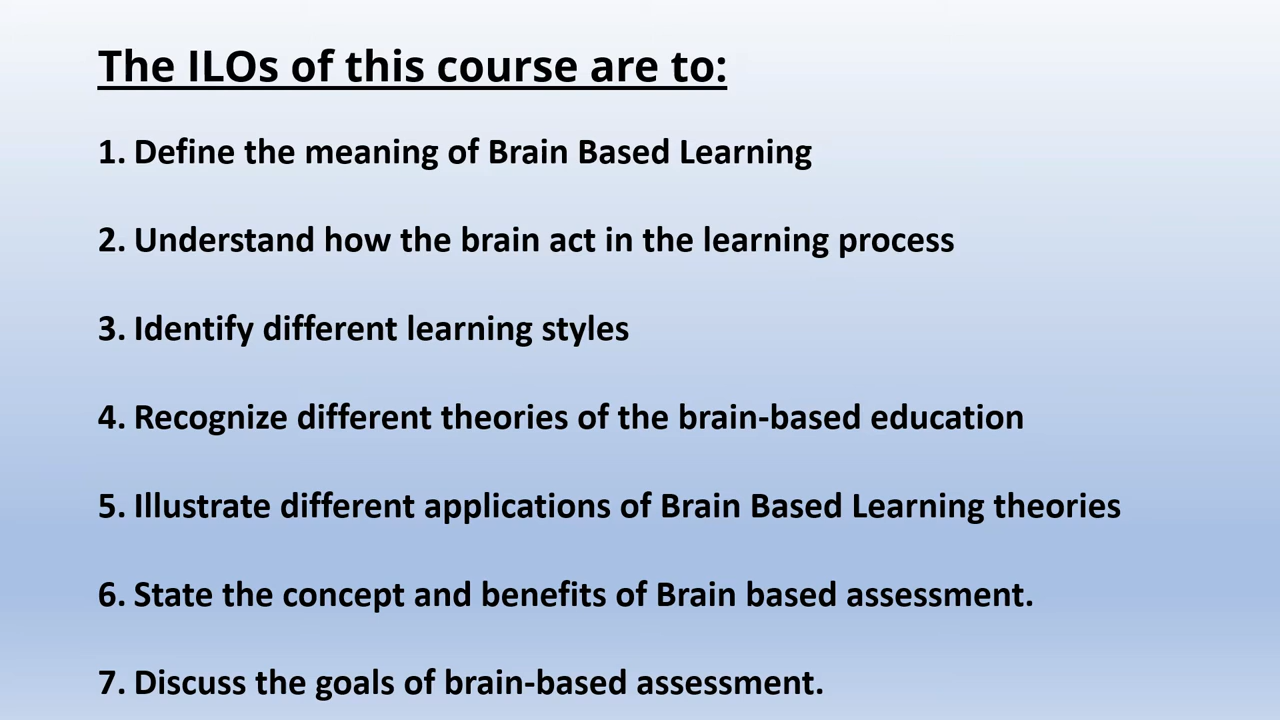 The ILOs of this course are to:
1. Define the meaning of Brain Based Learning
2. Understand how the brain act in the learning process
3. Identify different learning styles
4. Recognize different theories of the brain-based education
5. Illustrate different applications of Brain Based Learning theories
6. State the concept and benefits of Brain based assessment.
7. Discuss the goals of brain-based assessment.